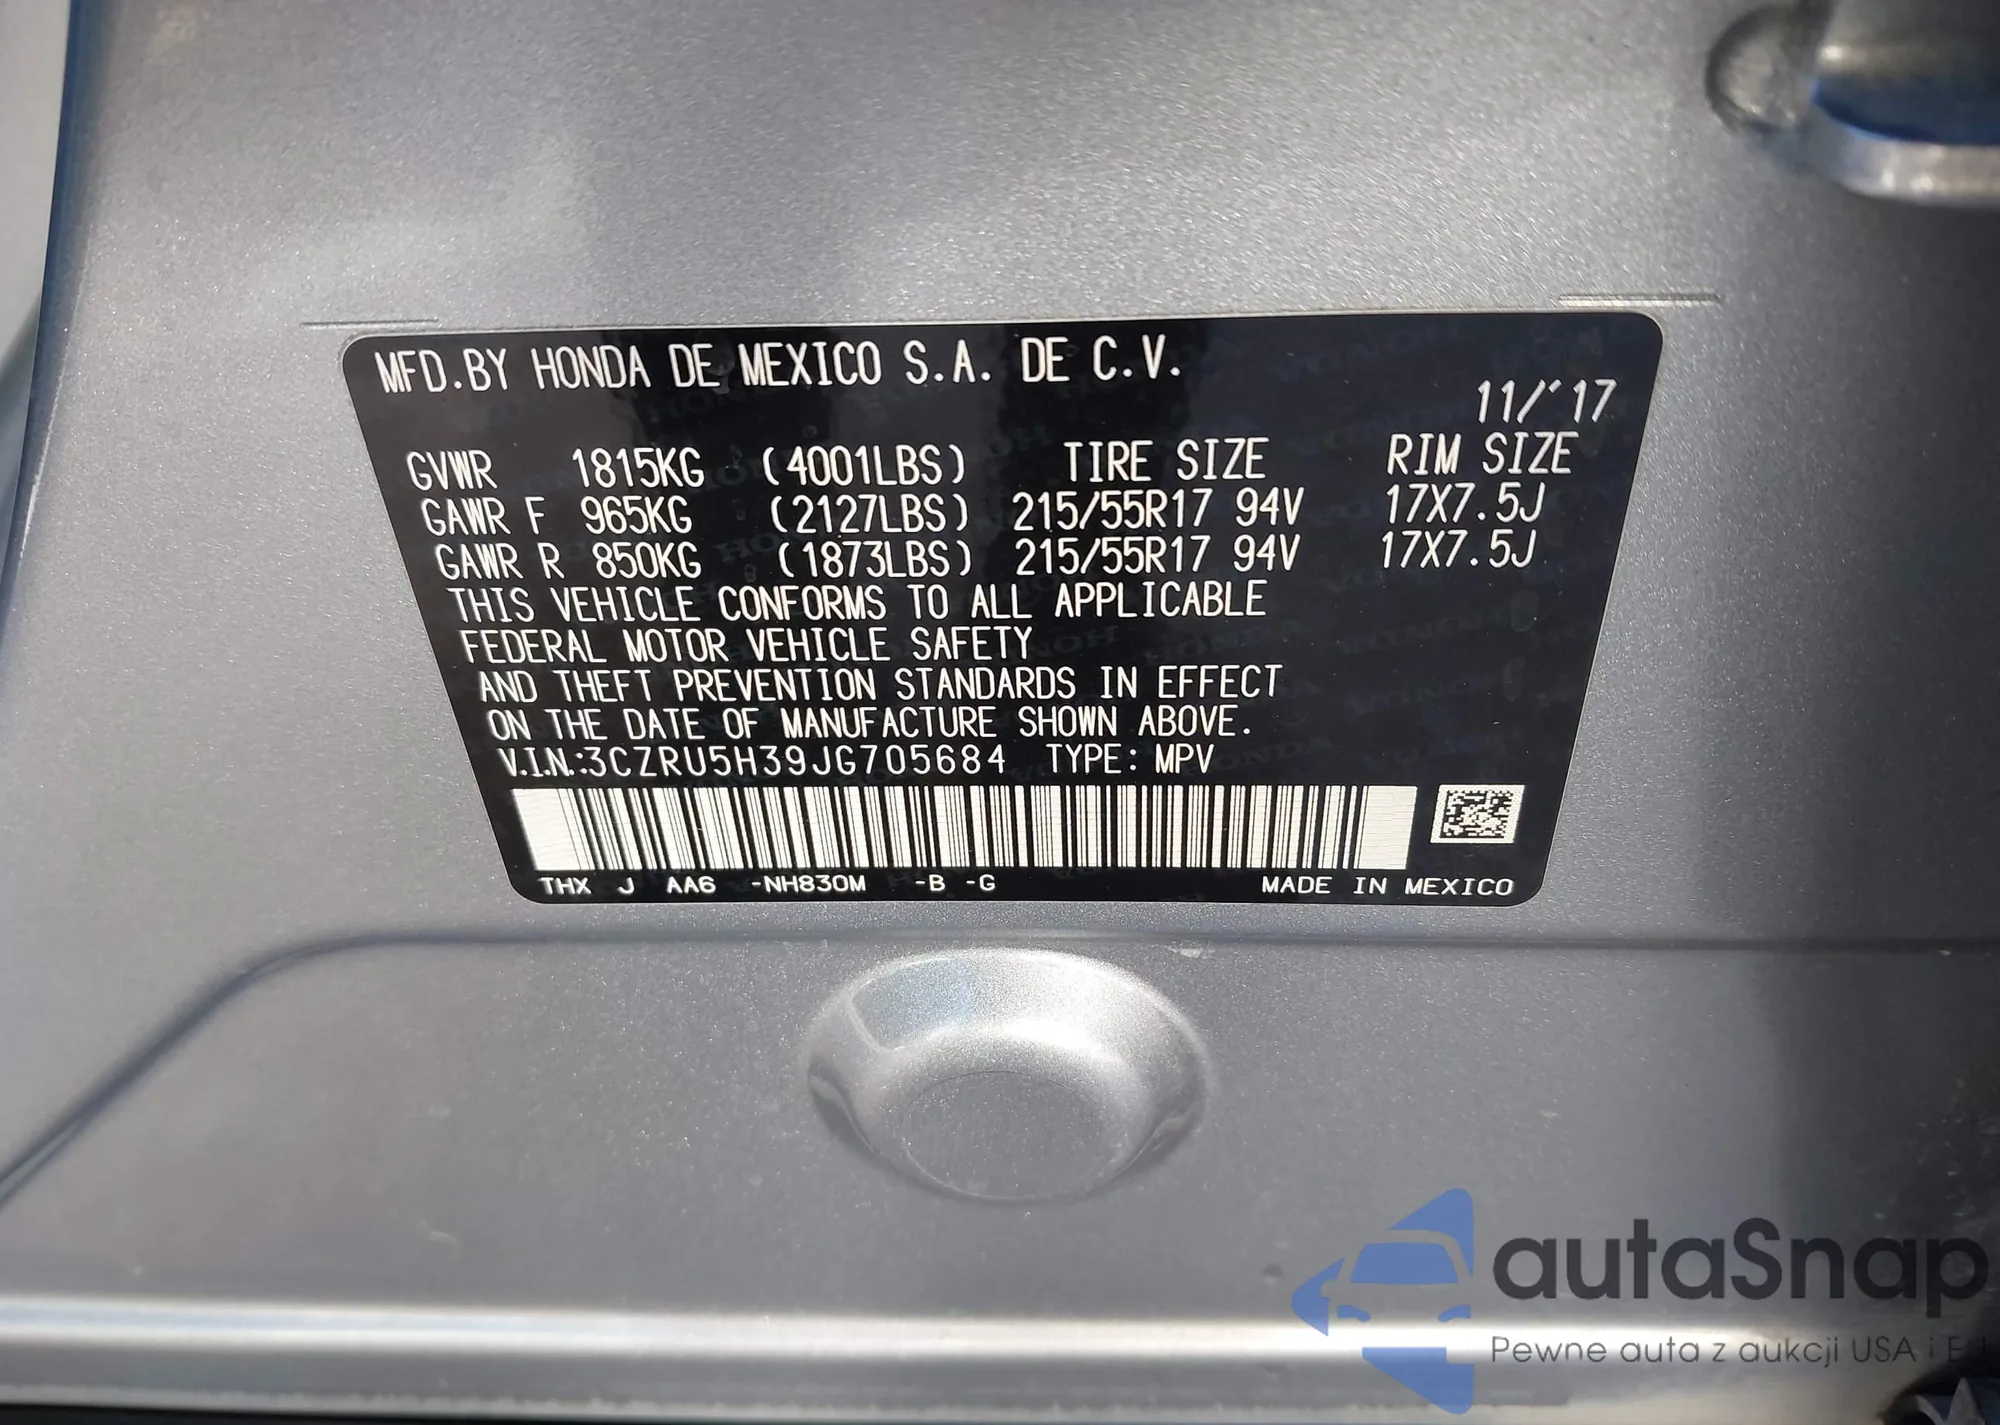 MFD.BY HONDA DE MEXICO S.A. DE C.V.
11/'17
GVWR 1815KG (4001LBS) TIRE SIZE RIM SIZE
GAWR F 965KG (2127LBS) 215/55R17 94V 17X7.5J
GAWR R 850KG (1873LBS) 215/55R17 94V 17X7.5J
THIS VEHICLE CONFORMS TO ALL APPLICABLE
FEDERAL MOTOR VEHICLE SAFETY
AND THEFT PREVENTION STANDARDS IN EFFECT
ON THE DATE OF MANUFACTURE SHOWN ABOVE.
V.I.N.:3CZRU5H39JG705684 TYPE: MPV
THX J AA6 -NH830M -B -G MADE IN MEXICO
autaSnap
Pewne auta z aukcji USA i EU